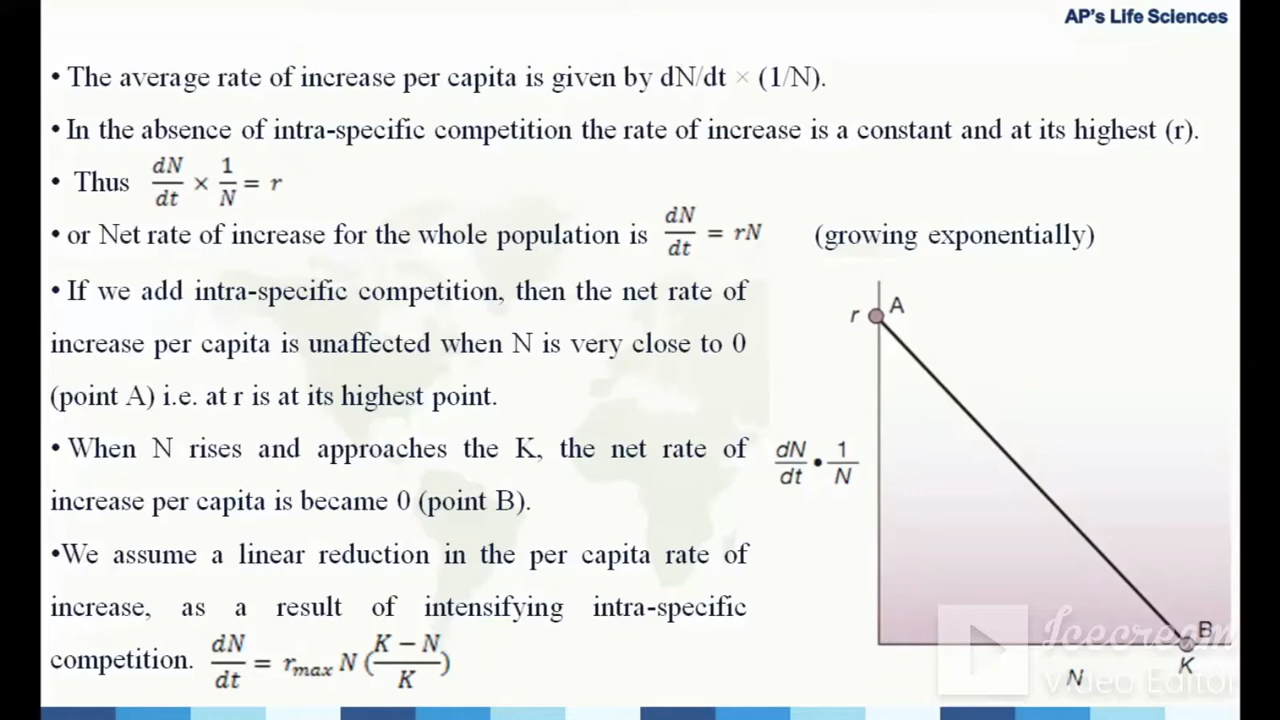 AP's Life Sciences
• The average rate of increase per capita is given by dN/dt × (1/N).
• In the absence of intra-specific competition the rate of increase is a constant and at its highest (r).
• Thus dN/dt × 1/N = r
• or Net rate of increase for the whole population is dN/dt = rN (growing exponentially)
• If we add intra-specific competition, then the net rate of
increase per capita is unaffected when N is very close to 0
(point A) i.e. at r is at its highest point.
• When N rises and approaches the K, the net rate of
increase per capita is became 0 (point B).
•We assume a linear reduction in the per capita rate of
increase, as a result of intensifying intra-specific
competition. dN/dt = rmax N (K − N/K)
r A
dN/dt • 1/N
B
K
N
Icecream
Video Editor